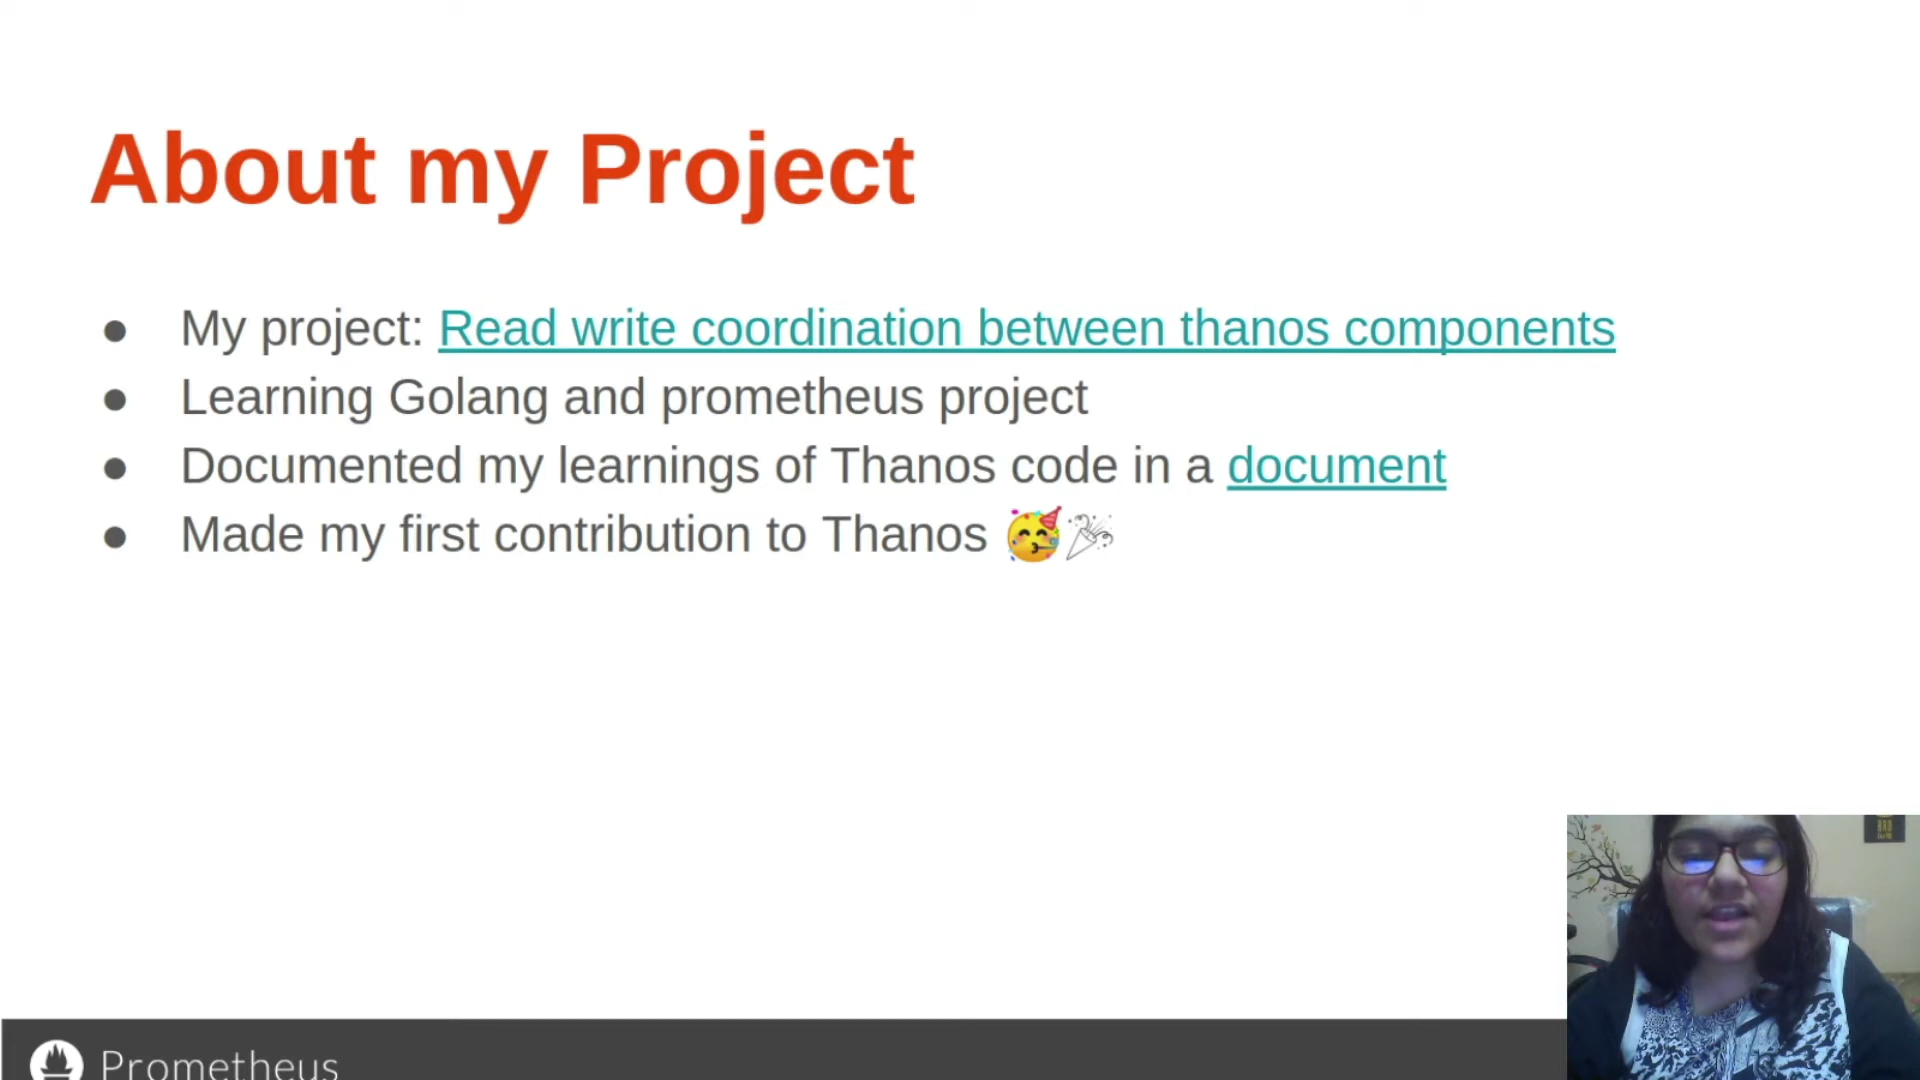 About my Project
● My project: Read write coordination between thanos components
● Learning Golang and prometheus project
● Documented my learnings of Thanos code in a document
● Made my first contribution to Thanos 🥳🎉
Prometheus